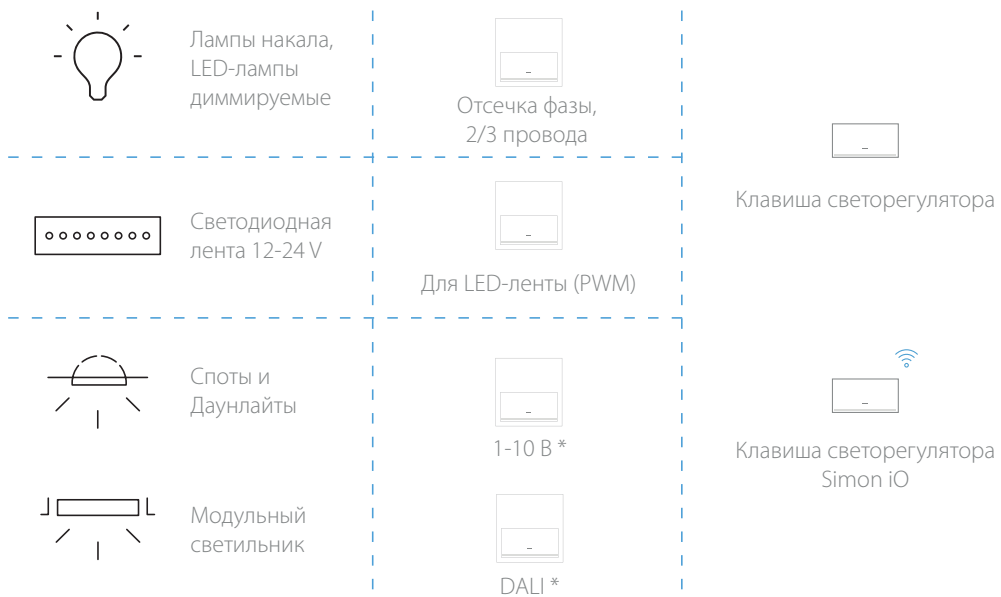 Лампы накала,
LED-лампы
диммируемые
Отсечка фазы,
2/3 провода
Клавиша светорегулятора
Светодиодная
лента 12-24 V
Для LED-ленты (PWM)
Споты и
Даунлайты
1-10 В *
Клавиша светорегулятора
Simon iO
Модульный
светильник
DALI *